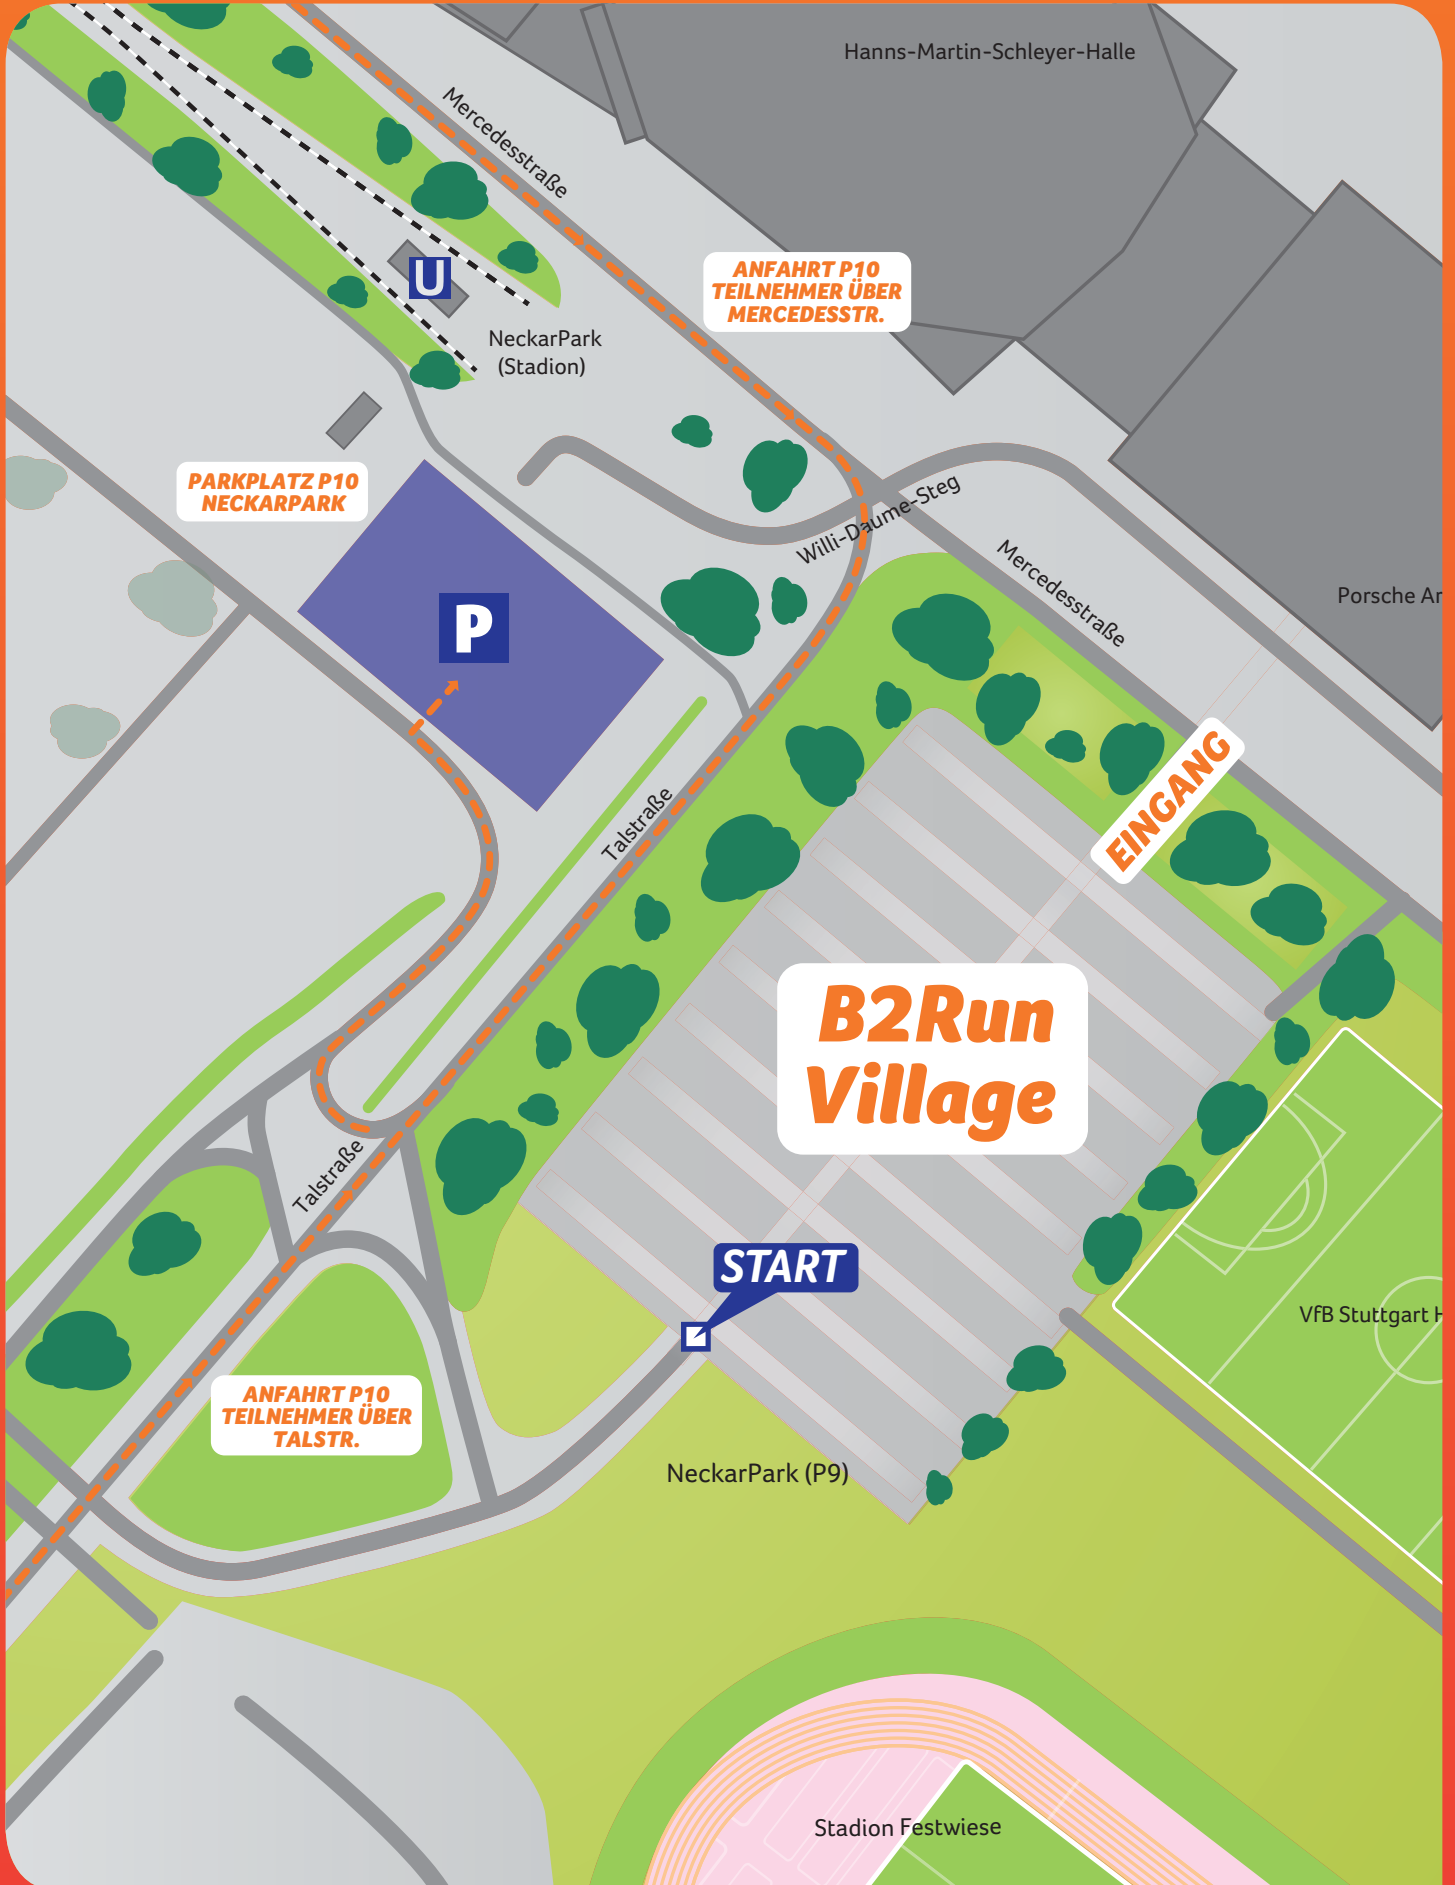 Hanns-Martin-Schleyer-Halle
Mercedesstraße
ANFAHRT P10
TEILNEHMER ÜBER
MERCEDESSTR.
U
NeckarPark
(Stadion)
PARKPLATZ P10
NECKARPARK
Willi-Daume-Steg
Mercedesstraße
Porsche Ar
P
EINGANG
Talstraße
B2Run
Village
Talstraße
START
VfB Stuttgart H
ANFAHRT P10
TEILNEHMER ÜBER
TALSTR.
NeckarPark (P9)
Stadion Festwiese